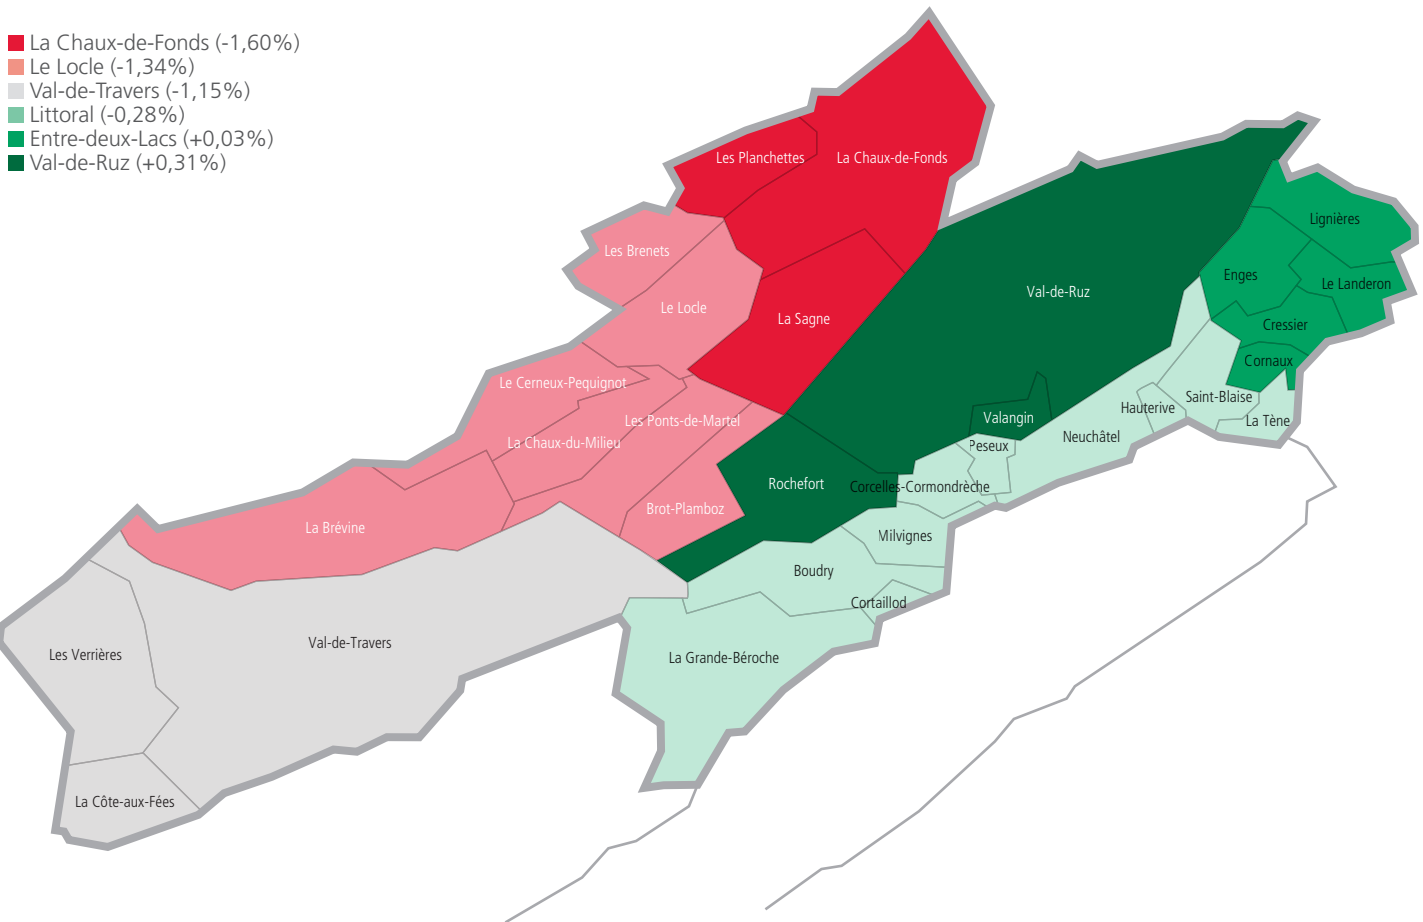 La Chaux-de-Fonds (-1,60%)
Le Locle (-1,34%)
Val-de-Travers (-1,15%)
Littoral (-0,28%)
Entre-deux-Lacs (+0,03%)
Val-de-Ruz (+0,31%)
Les Planchettes
La Chaux-de-Fonds
Lignières
Les Brenets
Enges
Le Landeron
Val-de-Ruz
Le Locle
La Sagne
Cressier
Cornaux
Le Cerneux-Pequignot
Saint-Blaise
Hauterive
Les Ponts-de-Martel
Valangin
La Tène
La Chaux-du-Milieu
Neuchâtel
Peseux
Rochefort
Corcelles-Cormondrèche
Brot-Plamboz
La Brévine
Milvignes
Boudry
Cortaillod
Val-de-Travers
Les Verrières
La Grande-Béroche
La Côte-aux-Fées